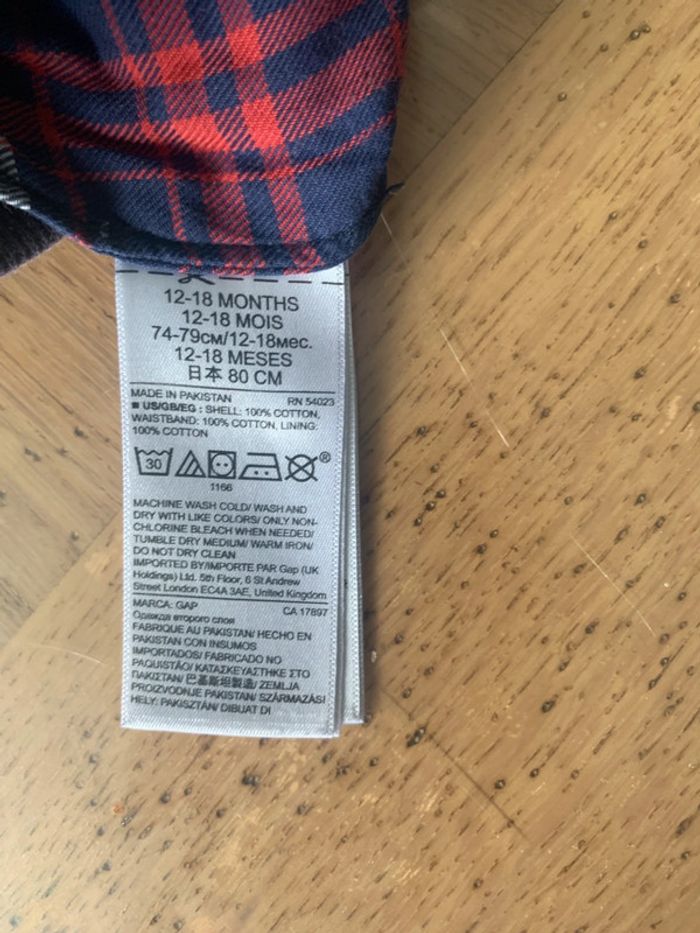 12-18 MONTHS
12-18 MOIS
74-79см/12-18мес.
12-18 MESES
日本 80 CM
MADE IN PAKISTAN RN 54023
■ US/GB/EG : SHELL: 100% COTTON,
WAISTBAND: 100% COTTON, LINING:
100% COTTON
30 ®
1166
MACHINE WASH COLD/ WASH AND
DRY WITH LIKE COLORS/ ONLY NON-
CHLORINE BLEACH WHEN NEEDED/
TUMBLE DRY MEDIUM/ WARM IRON/
DO NOT DRY CLEAN
IMPORTED BY/IMPORTE PAR Gap (UK
Holdings) Ltd. 5th Floor, 6 St Andrew
Street London EC4A 3AE, United Kingdom
MARCA: GAP CA 17897
Одежда второго слоя
FABRIQUE AU PAKISTAN/ HECHO EN
PAKISTAN CON INSUMOS
IMPORTADOS/ FABRICADO NO
PAQUISTÃO/ ΚΑΤΑΣΚΕΥΑΣΤΗΚΕ ΣΤΟ
ΠΑΚΙΣΤΑΝ/ 巴基斯坦製造/ ZEMLJA
PROIZVODNJE PAKISTAN/ SZÁRMAZÁSI
HELY: PAKISZTÁN/ DIBUAT DI